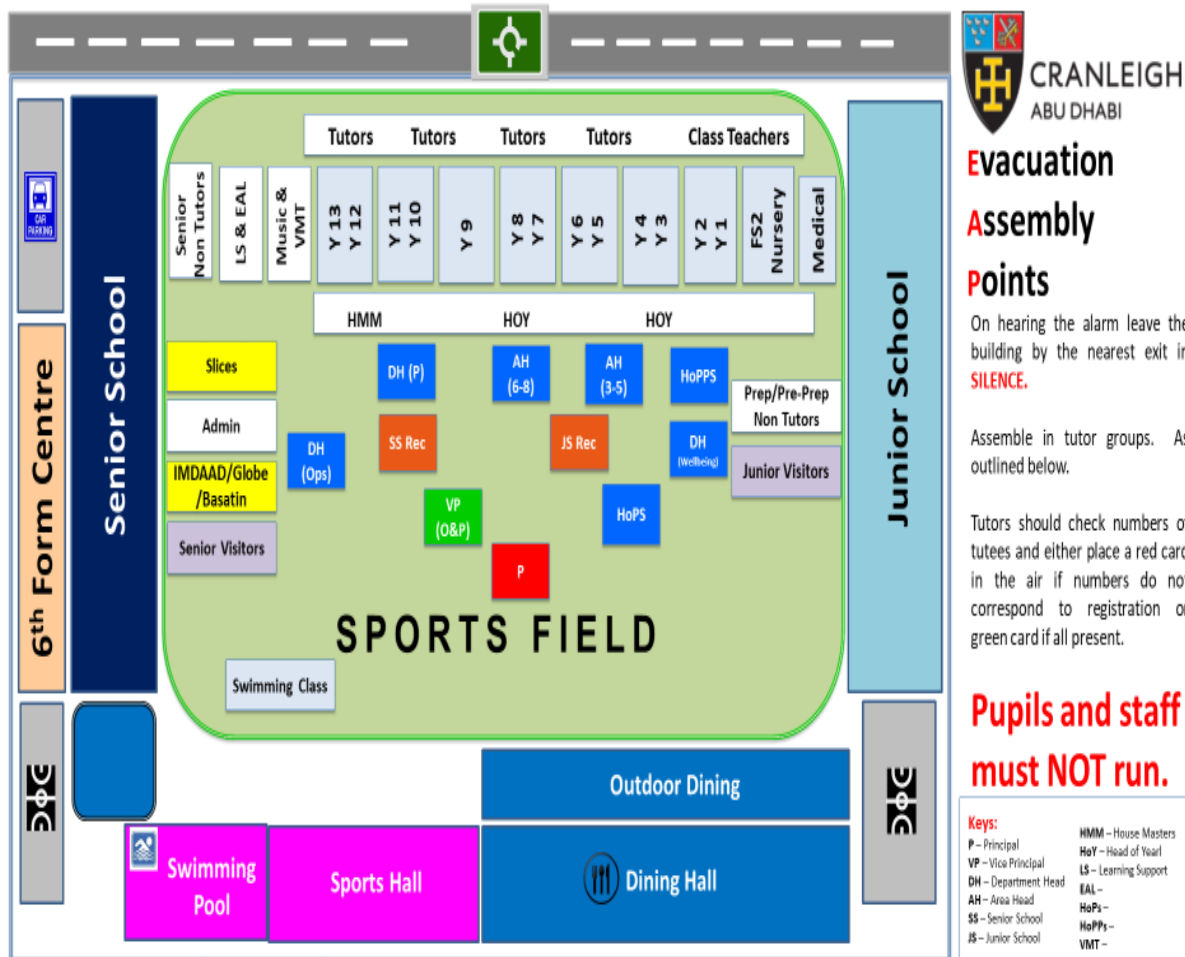 CRANLEIGH
ABU DHABI
Evacuation
Assembly
Points
On hearing the alarm leave the
building by the nearest exit in
SILENCE.
Assemble in tutor groups. As
outlined below.
Tutors should check numbers of
tutees and either place a red card
in the air if numbers do not
correspond to registration or
green card if all present.
Pupils and staff
must NOT run.
Keys:
P – Principal
VP – Vice Principal
DH – Department Head
AH – Area Head
SS – Senior School
JS – Junior School
HMM – House Masters
HoY – Head of Yearl
LS – Learning Support
EAL –
HoPs –
HoPPs –
VMT –
CAR
PARKING
6th Form Centre
Senior School
Junior School
Tutors Tutors Tutors Tutors Class Teachers
Senior
Non Tutors
LS & EAL
Music &
VMT
Y 13
Y 12
Y 11
Y 10
Y 9
Y 8
Y 7
Y 6
Y 5
Y 4
Y 3
Y 2
Y 1
FS2
Nursery
Medical
HMM HOY HOY
Slices
Admin
IMDAAD/Globe
/Basatin
Senior Visitors
DH
(Ops)
DH (P)
SS Rec
VP
(O&P)
P
AH
(6-8)
AH
(3-5)
JS Rec
HoPS
HoPPS
DH
(Wellbeing)
Prep/Pre-Prep
Non Tutors
Junior Visitors
SPORTS FIELD
Swimming Class
Outdoor Dining
Swimming
Pool
Sports Hall
Dining Hall